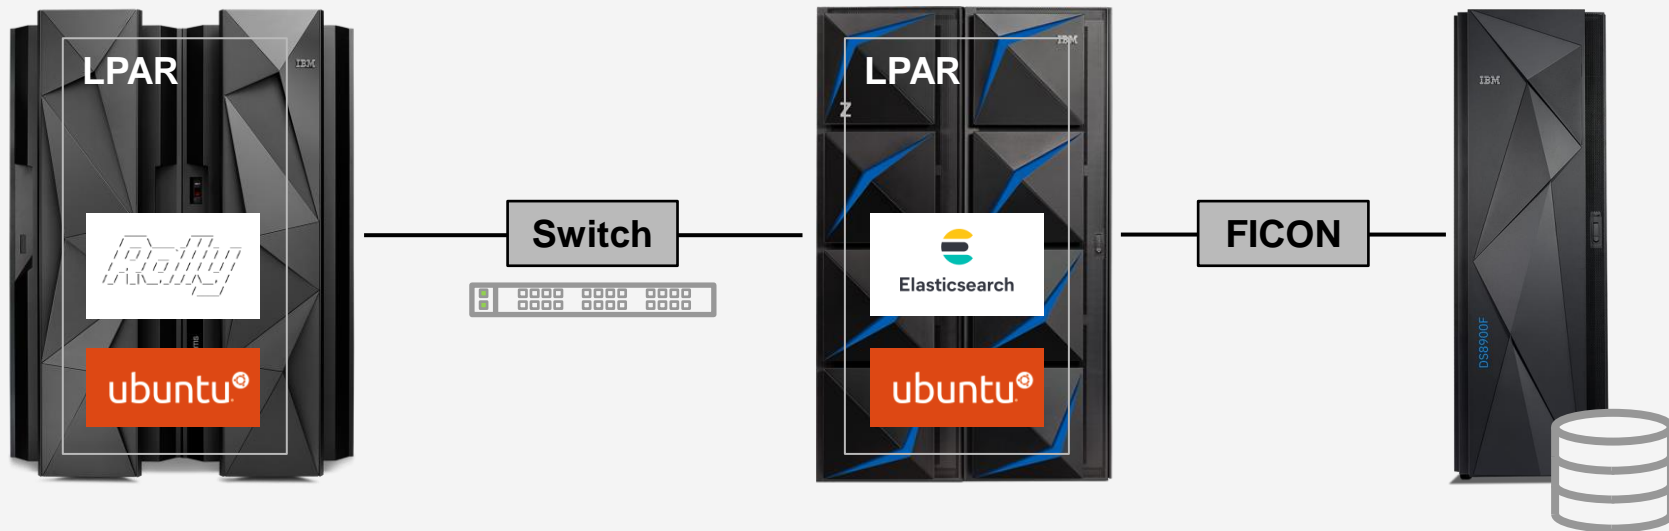 LPAR
IBM
Rally
ubuntu
Switch
LPAR
IBM
Z
Elasticsearch
ubuntu
FICON
IBM
DS8900F